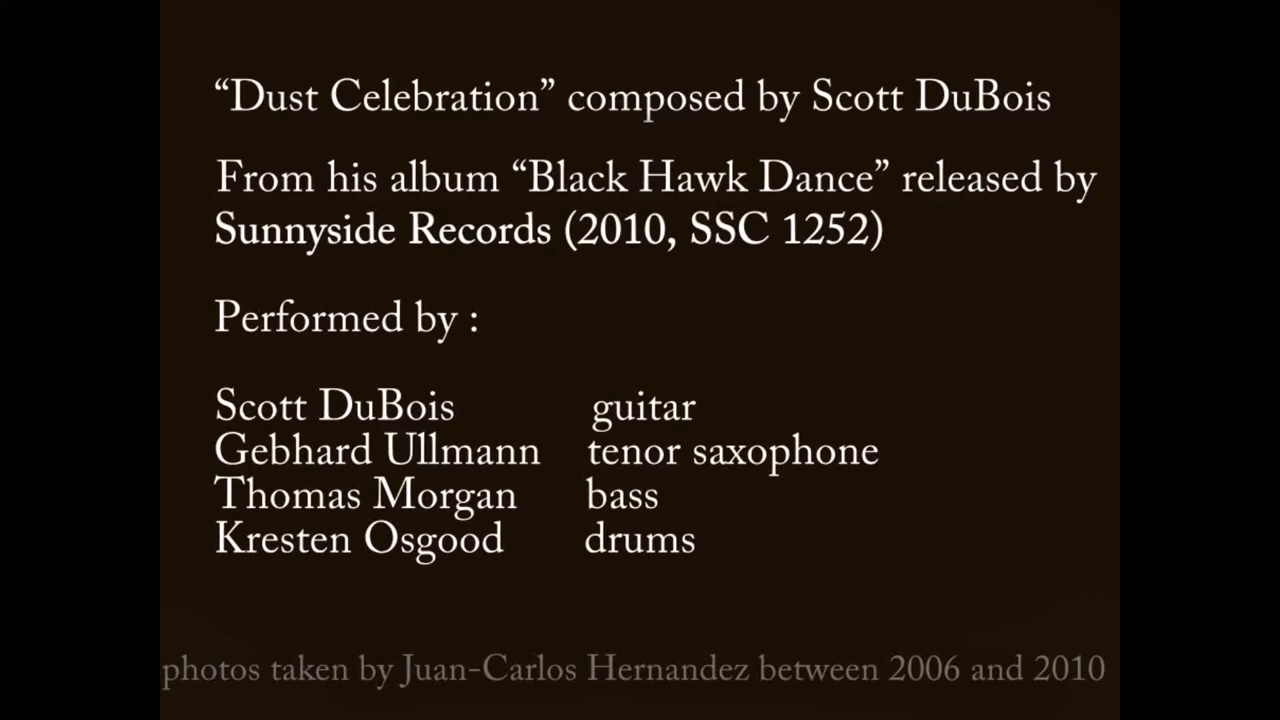 “Dust Celebration” composed by Scott DuBois
From his album “Black Hawk Dance” released by
Sunnyside Records (2010, SSC 1252)
Performed by :
Scott DuBois guitar
Gebhard Ullmann tenor saxophone
Thomas Morgan bass
Kresten Osgood drums
photos taken by Juan-Carlos Hernandez between 2006 and 2010